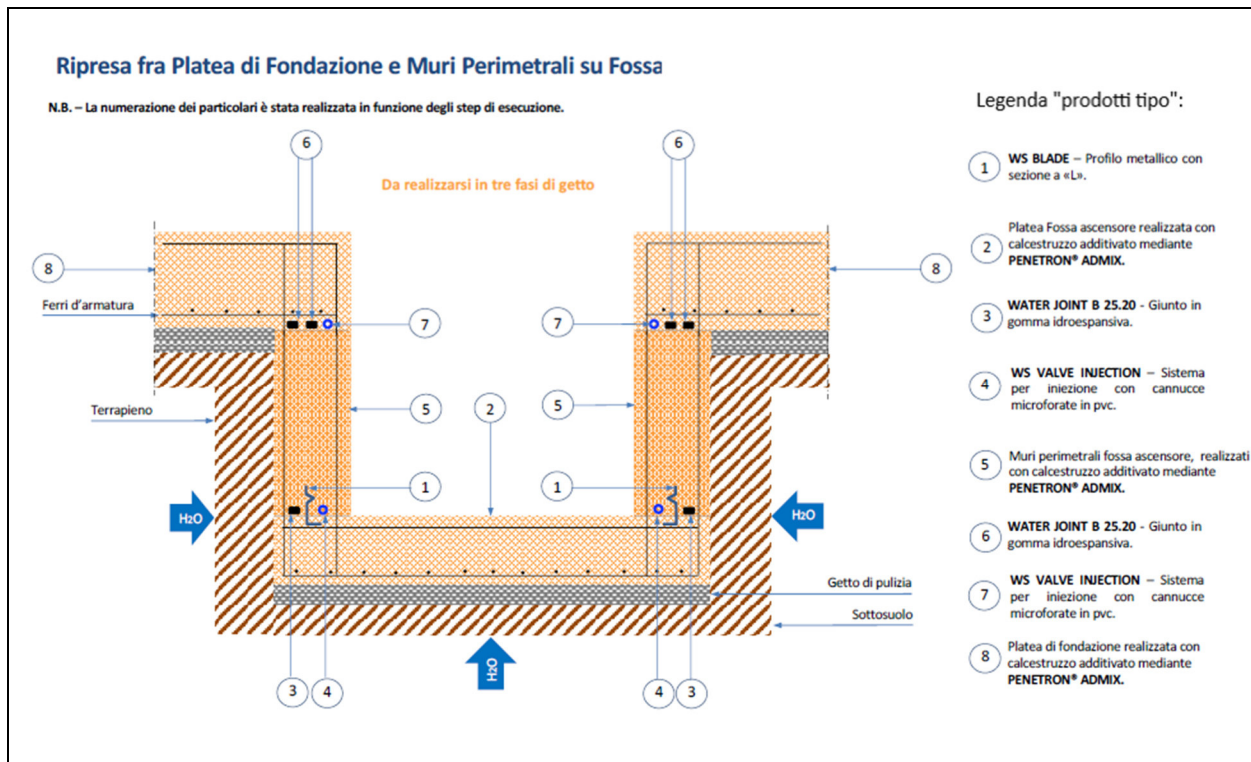 Ripresa fra Platea di Fondazione e Muri Perimetrali su Fossa
N.B. – La numerazione dei particolari è stata realizzata in funzione degli step di esecuzione.
6
6
Da realizzarsi in tre fasi di getto
8
8
Ferri d'armatura
7
7
Terrapieno
5
2
5
1
1
H2O
H2O
Getto di pulizia
Sottosuolo
H2O
3
4
4
3
Legenda "prodotti tipo":
1
WS BLADE – Profilo metallico con
sezione a «L».
2
Platea Fossa ascensore realizzata con
calcestruzzo additivato mediante
PENETRON® ADMIX.
3
WATER JOINT B 25.20 - Giunto in
gomma idroespansiva.
4
WS VALVE INJECTION – Sistema
per iniezione con cannucce
microforate in pvc.
5
Muri perimetrali fossa ascensore, realizzati
con calcestruzzo additivato mediante
PENETRON® ADMIX.
6
WATER JOINT B 25.20 - Giunto in
gomma idroespansiva.
7
WS VALVE INJECTION – Sistema
per iniezione con cannucce
microforate in pvc.
8
Platea di fondazione realizzata con
calcestruzzo additivato mediante
PENETRON® ADMIX.